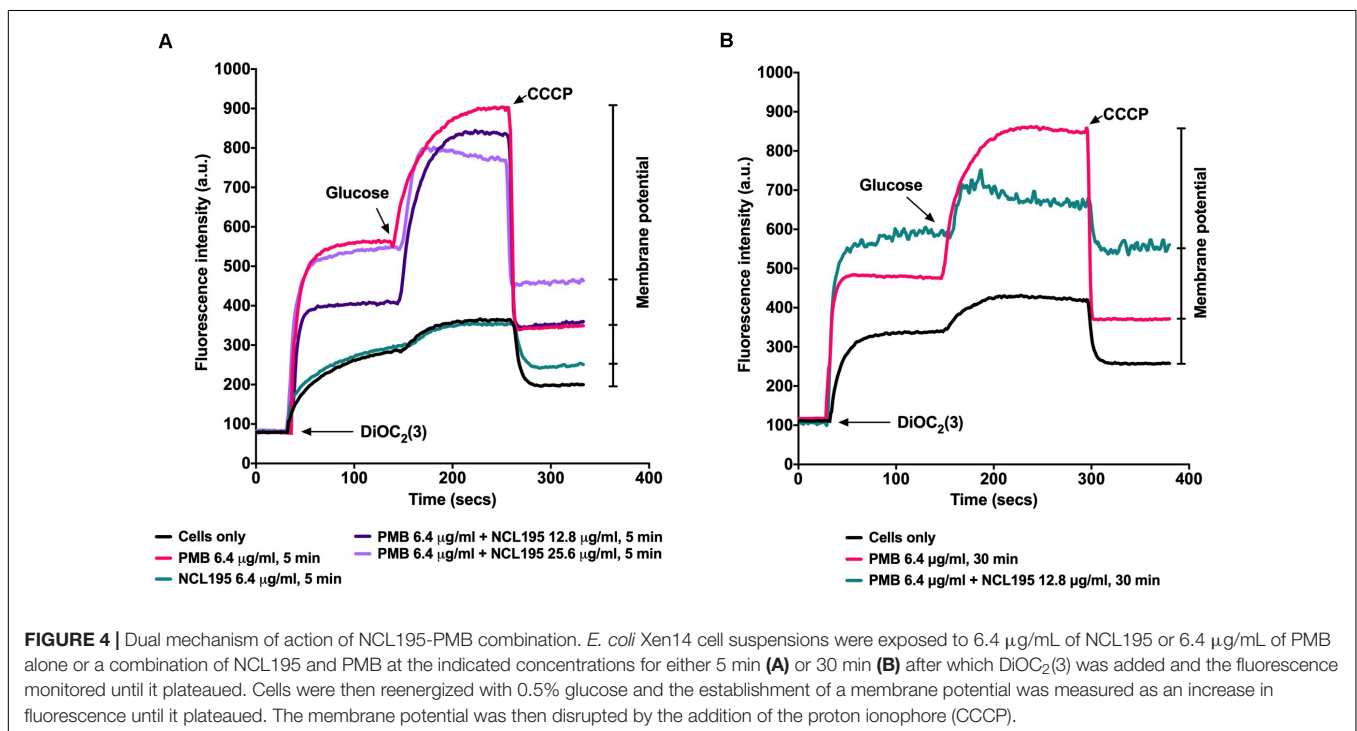 A
Fluorescence intensity (a.u.)
1000
900
800
700
600
500
400
300
200
100
0
0
100
200
300
400
Time (secs)
Glucose
CCCP
DiOC2(3)
Membrane potential
Cells only
PMB 6.4 μg/ml, 5 min
NCL195 6.4 μg/ml, 5 min
PMB 6.4 μg/ml + NCL195 12.8 μg/ml, 5 min
PMB 6.4 μg/ml + NCL195 25.6 μg/ml, 5 min
B
Fluorescence intensity (a.u.)
1000
900
800
700
600
500
400
300
200
100
0
0
100
200
300
400
Time (secs)
Glucose
CCCP
DiOC2(3)
Membrane potential
Cells only
PMB 6.4 μg/ml, 30 min
PMB 6.4 μg/ml + NCL195 12.8 μg/ml, 30 min
FIGURE 4 | Dual mechanism of action of NCL195-PMB combination. E. coli Xen14 cell suspensions were exposed to 6.4 μg/mL of NCL195 or 6.4 μg/mL of PMB
alone or a combination of NCL195 and PMB at the indicated concentrations for either 5 min (A) or 30 min (B) after which DiOC2(3) was added and the fluorescence
monitored until it plateaued. Cells were then reenergized with 0.5% glucose and the establishment of a membrane potential was measured as an increase in
fluorescence until it plateaued. The membrane potential was then disrupted by the addition of the proton ionophore (CCCP).